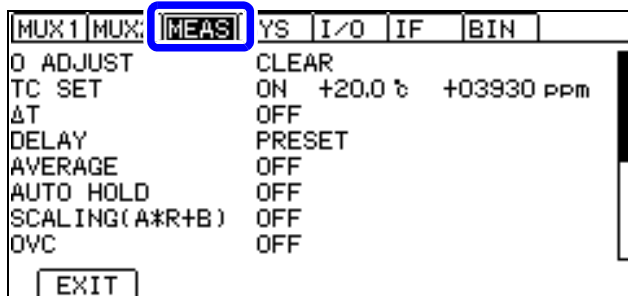 MUX1 MUX: MEAS YS I/O IF BIN
0 ADJUST CLEAR
TC SET ON +20.0 ℃ +03930 ppm
ΔT OFF
DELAY PRESET
AVERAGE OFF
AUTO HOLD OFF
SCALING(A*R+B) OFF
OVC OFF
EXIT